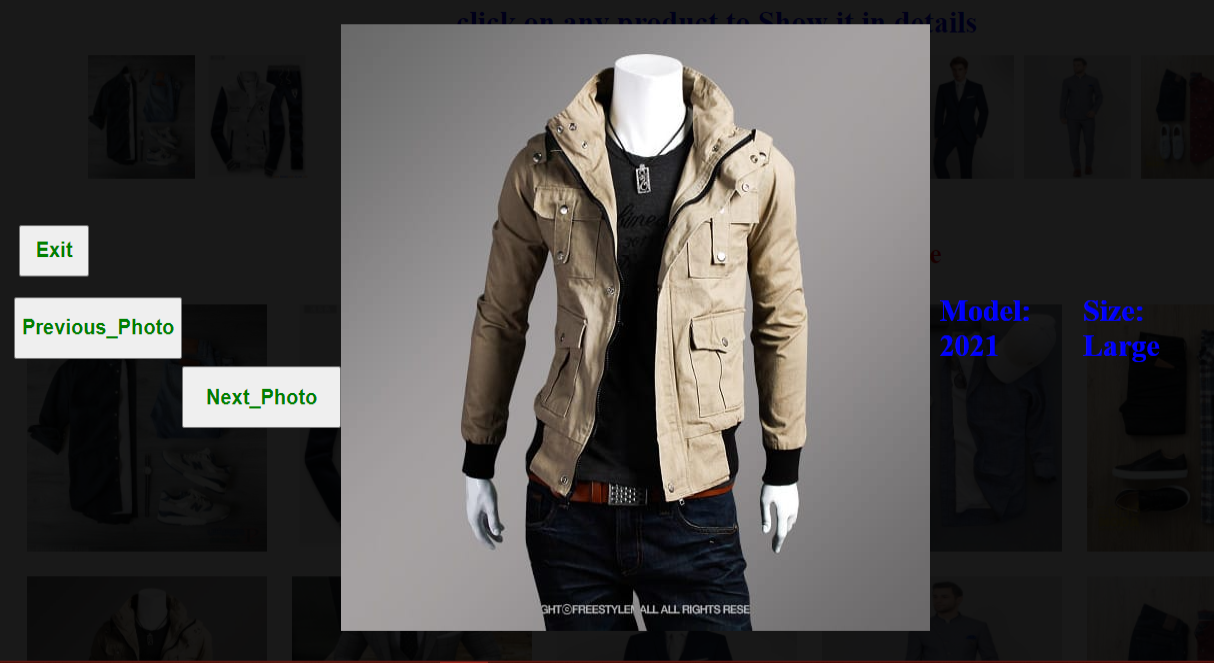 click on any product to Show it in details
Exit
Previous_Photo
Next_Photo
Model:
2021
Size:
Large
GHT©FREESTYLEM ALL ALL RIGHTS RESE